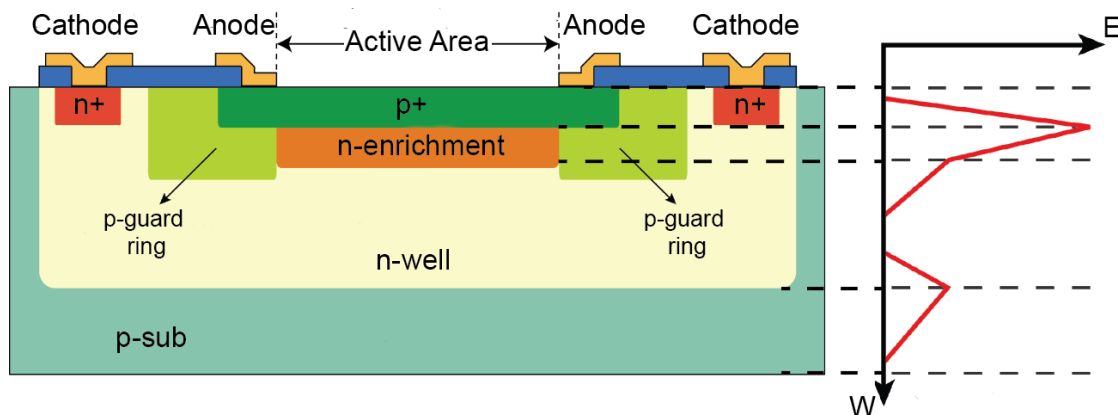 Cathode
Anode
Active Area
Anode
Cathode
E
n+
p+
n+
n-enrichment
p-guard
ring
p-guard
ring
n-well
p-sub
W